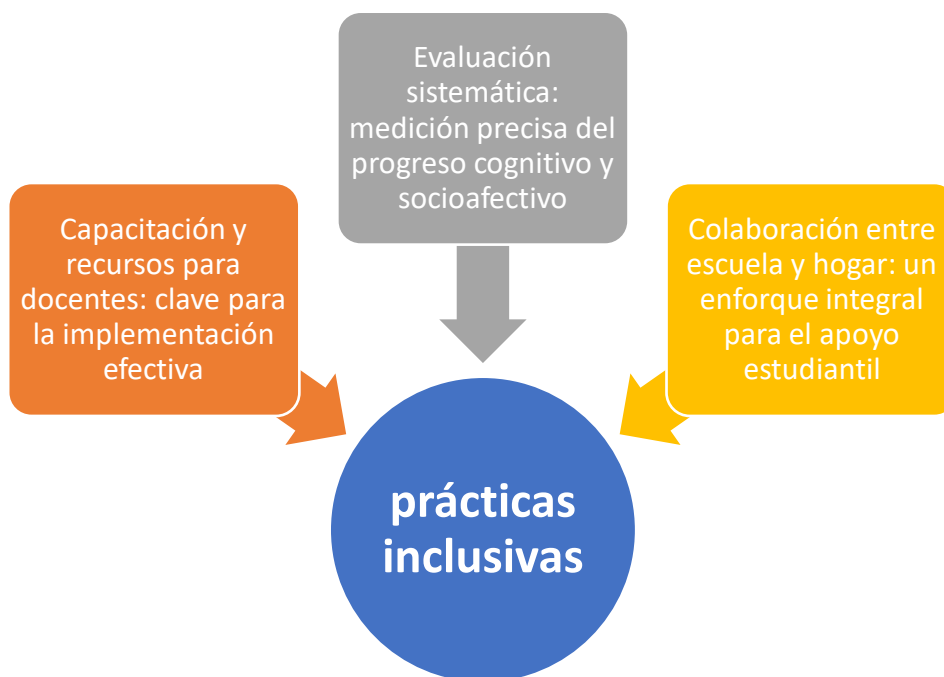 Evaluación
sistemática:
medición precisa del
progreso cognitivo y
socioafectivo
Capacitación y
recursos para
docentes: clave para
la implementación
efectiva
Colaboración entre
escuela y hogar: un
enforque integral
para el apoyo
estudiantil
prácticas
inclusivas